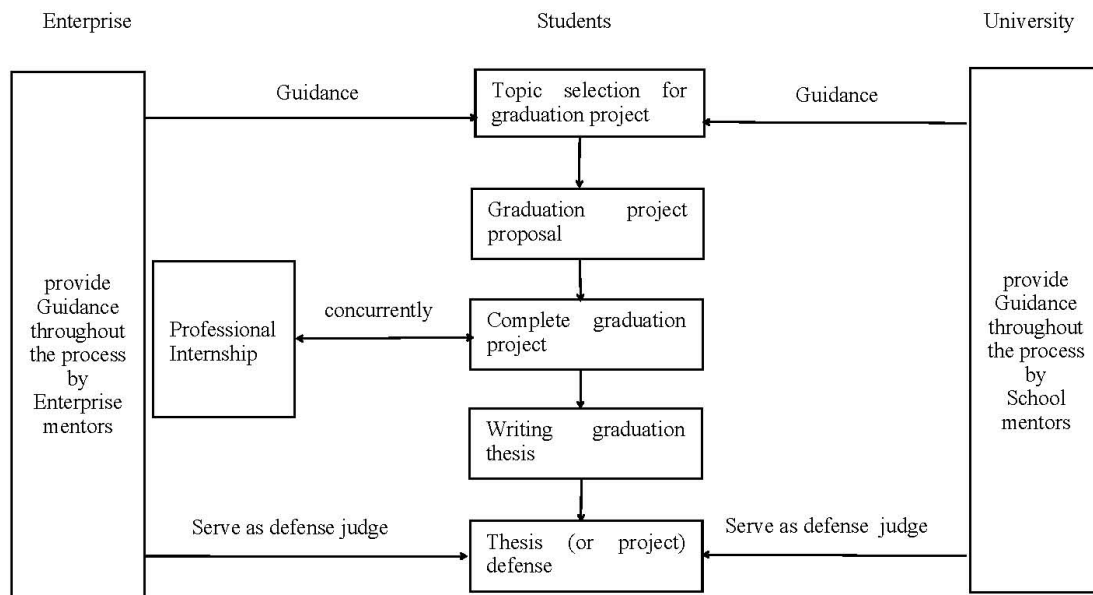 Enterprise
Students
University
Guidance
Topic selection for
graduation project
Guidance
Graduation project
proposal
provide
Guidance
throughout
the process
by
Enterprise
mentors
Professional
Internship
concurrently
Complete graduation
project
provide
Guidance
throughout
the process
by
School
mentors
Writing graduation
thesis
Serve as defense judge
Thesis (or project)
defense
Serve as defense judge